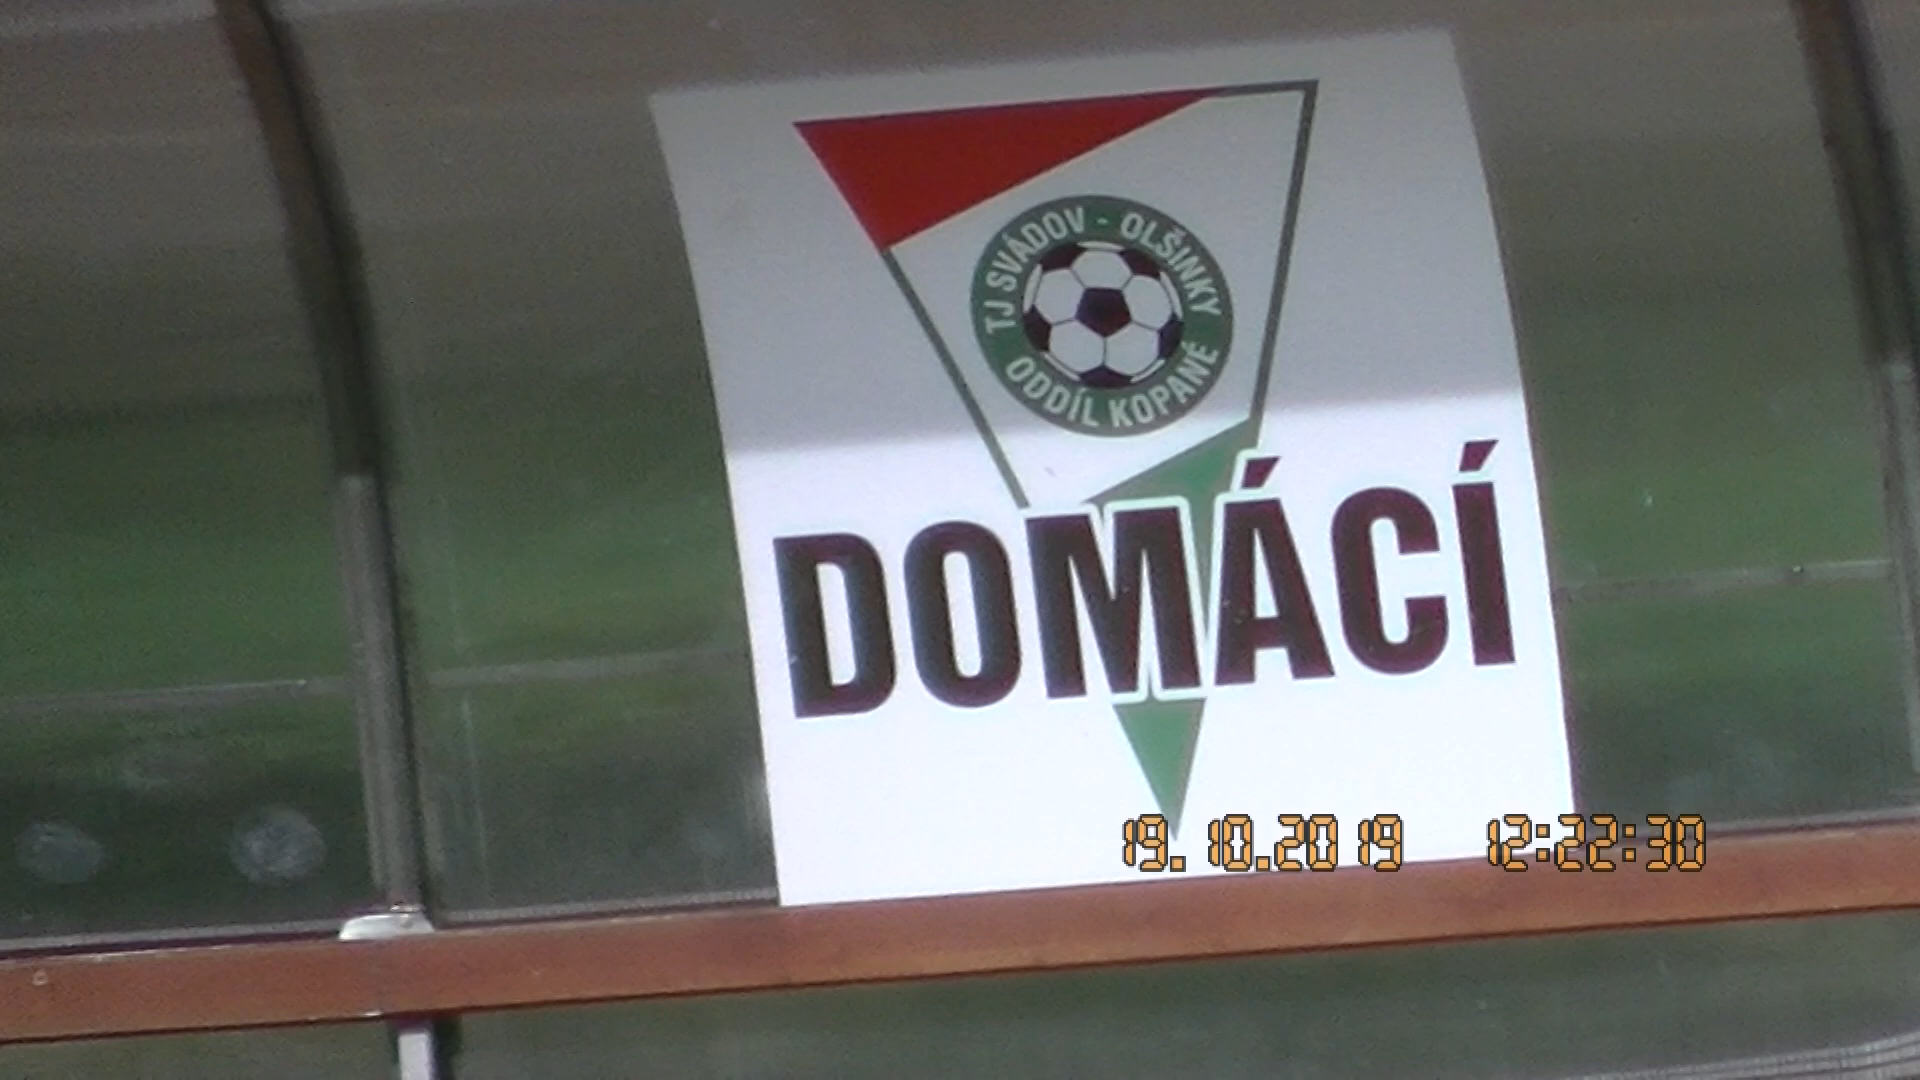 TJ SVÁDOV - OLŠINKY
ODDÍL KOPANÉ
DOMÁCÍ
19.10.2019 12:22:30